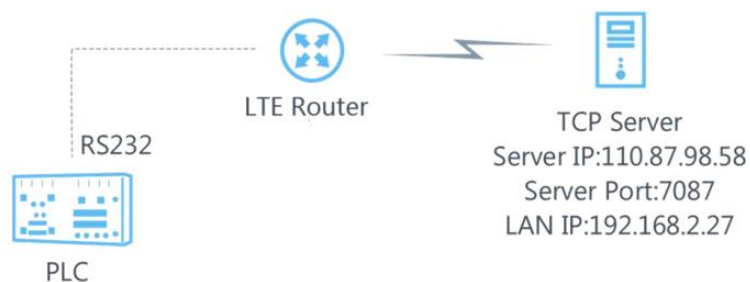 LTE Router
RS232
TCP Server
Server IP:110.87.98.58
Server Port:7087
LAN IP:192.168.2.27
PLC